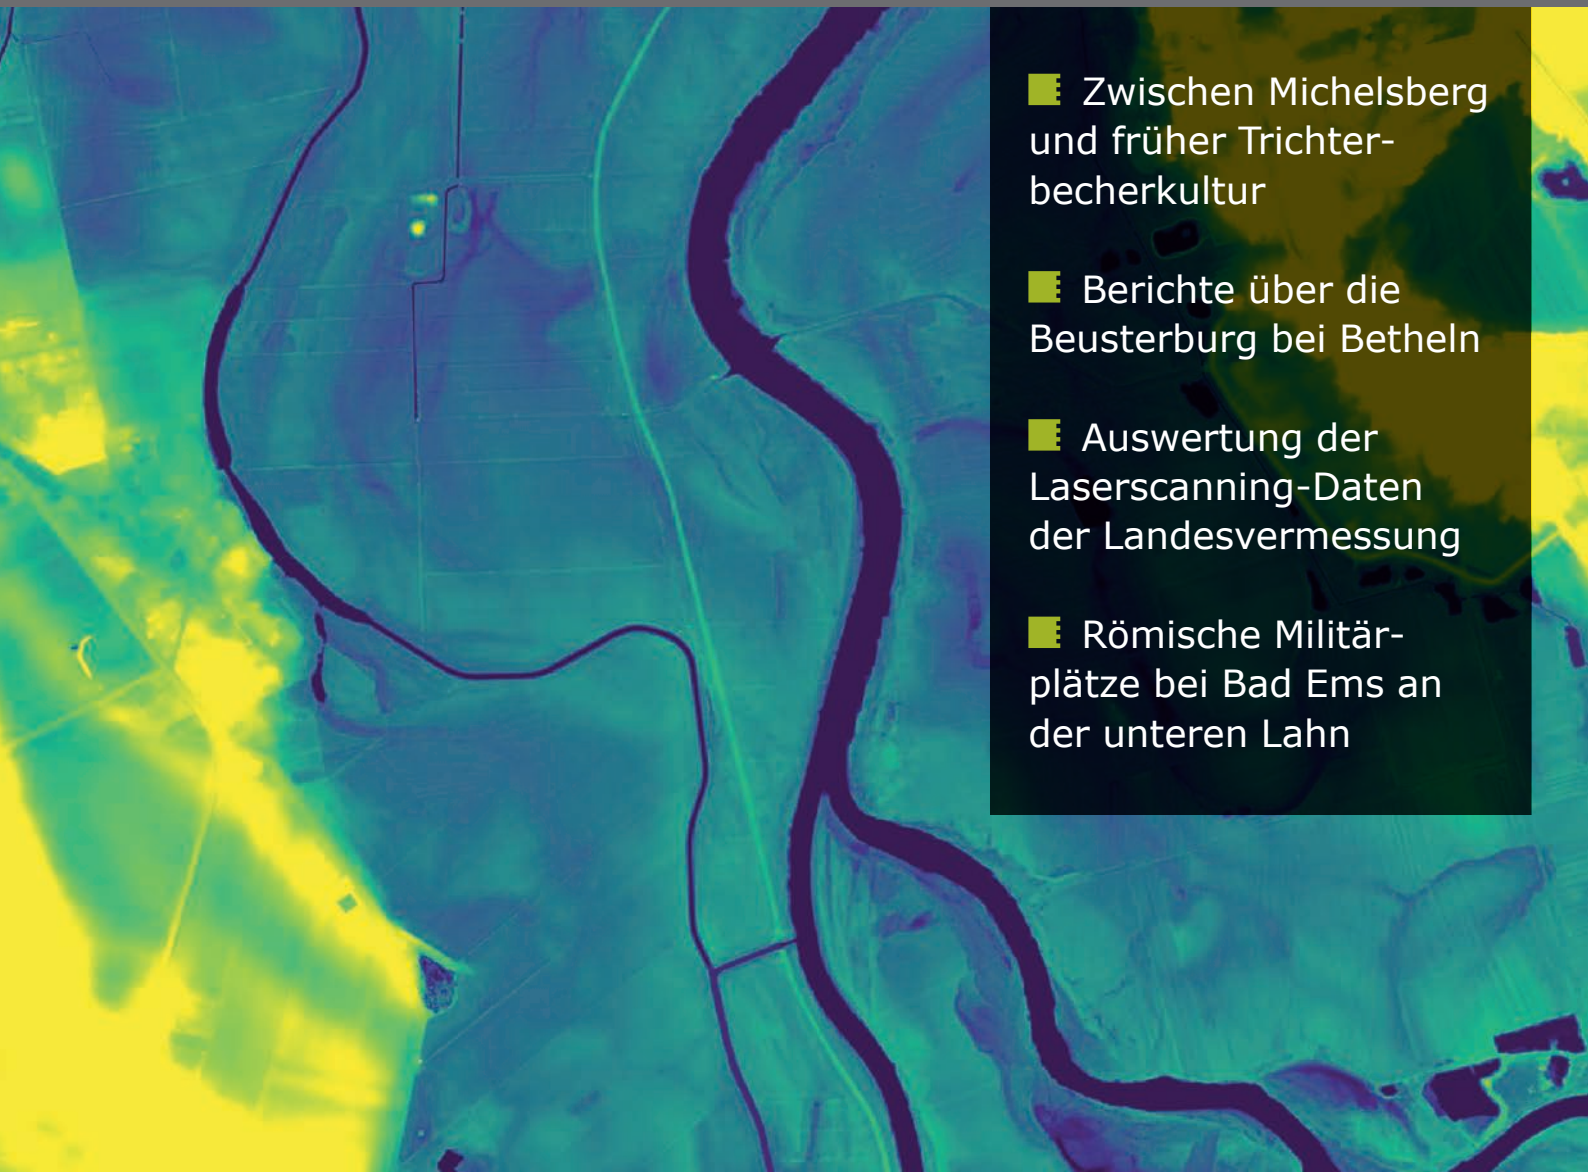 Zwischen Michelsberg
und früher Trichter-
becherkultur
Berichte über die
Beusterburg bei Betheln
Auswertung der
Laserscanning-Daten
der Landesvermessung
Römische Militär-
plätze bei Bad Ems an
der unteren Lahn